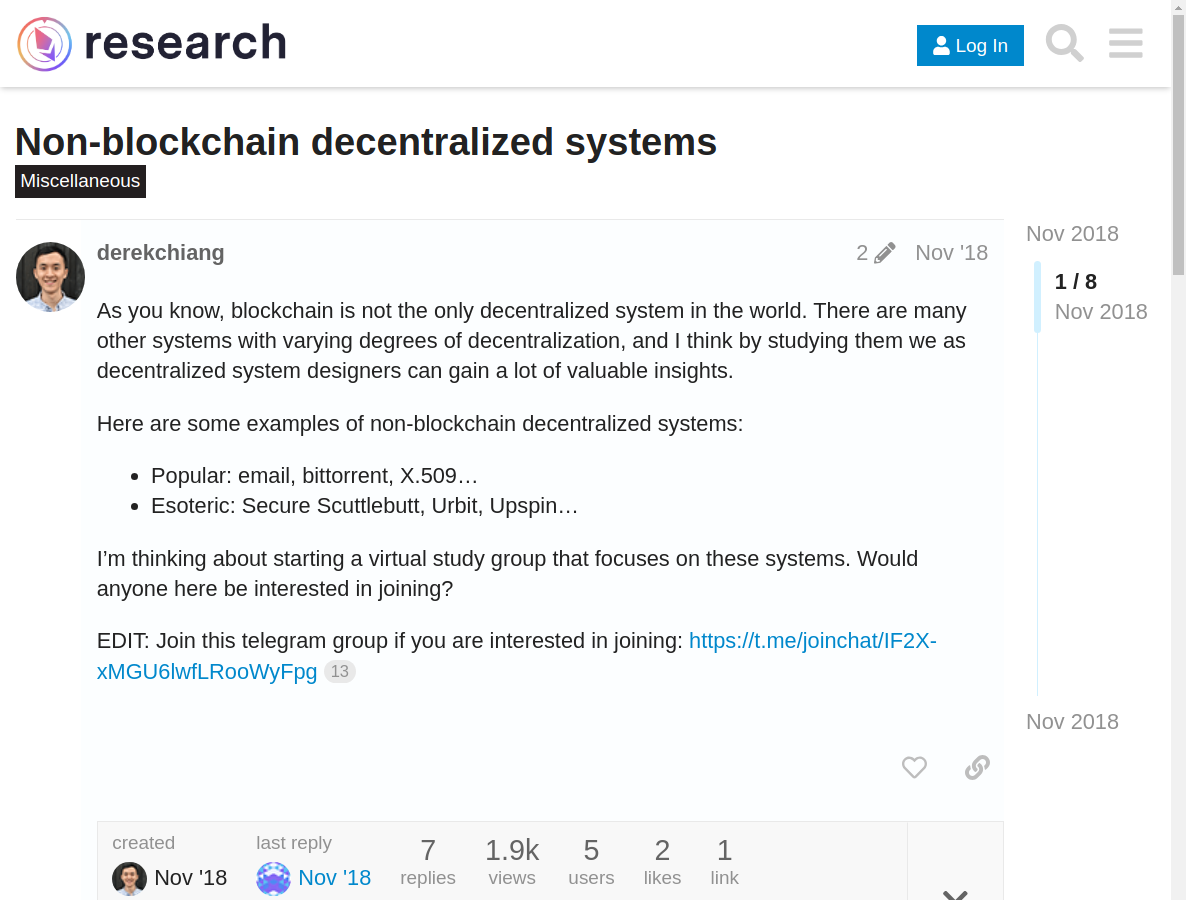 research
Log In
Non-blockchain decentralized systems
Miscellaneous
derekchiang
2
Nov '18
As you know, blockchain is not the only decentralized system in the world. There are many
other systems with varying degrees of decentralization, and I think by studying them we as
decentralized system designers can gain a lot of valuable insights.
Here are some examples of non-blockchain decentralized systems:
Popular: email, bittorrent, X.509…
Esoteric: Secure Scuttlebutt, Urbit, Upspin…
I’m thinking about starting a virtual study group that focuses on these systems. Would
anyone here be interested in joining?
EDIT: Join this telegram group if you are interested in joining: https://t.me/joinchat/IF2X-
xMGU6lwfLRooWyFpg 13
created
Nov '18
last reply
Nov '18
7
replies
1.9k
views
5
users
2
likes
1
link
Nov 2018
1 / 8
Nov 2018
Nov 2018